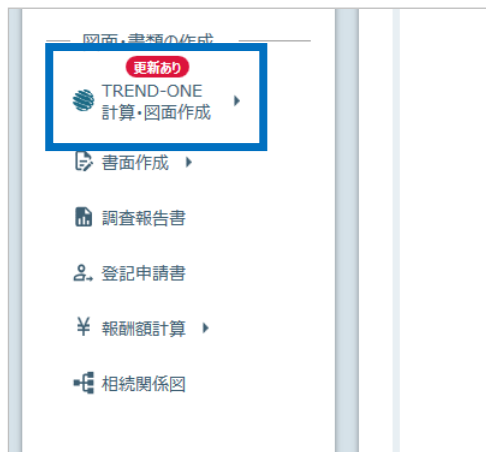 図面・書類の作成
更新あり
TREND-ONE
計算・図面作成
書面作成
調査報告書
登記申請書
¥ 報酬額計算
相続関係図